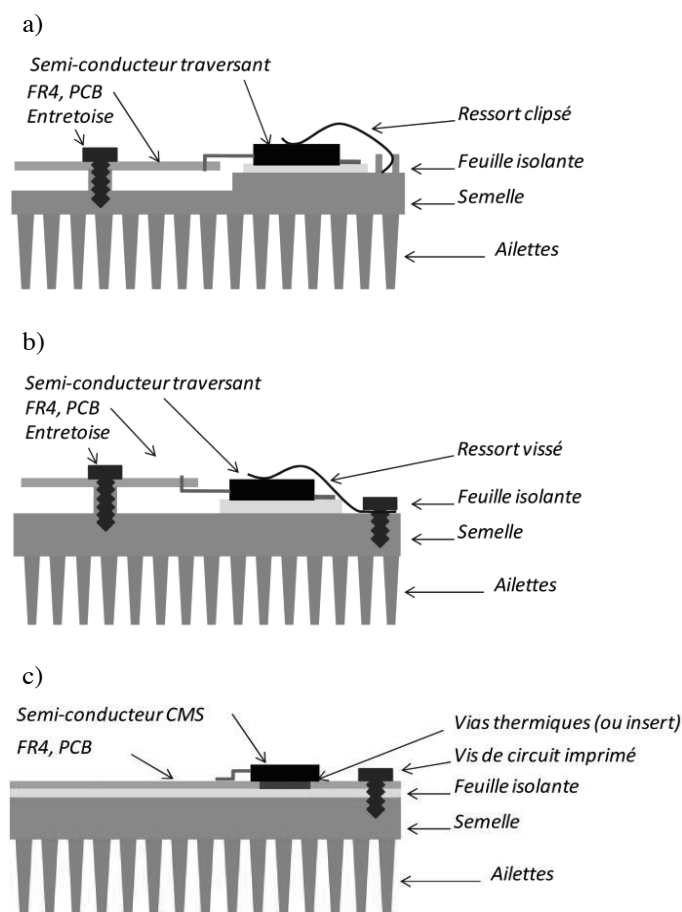 a)
Semi-conducteur traversant
FR4, PCB
Entretoise
Ressort clipsé
Feuille isolante
Semelle
Ailettes
b)
Semi-conducteur traversant
FR4, PCB
Entretoise
Ressort vissé
Feuille isolante
Semelle
Ailettes
c)
Semi-conducteur CMS
FR4, PCB
Vias thermiques (ou insert)
Vis de circuit imprimé
Feuille isolante
Semelle
Ailettes